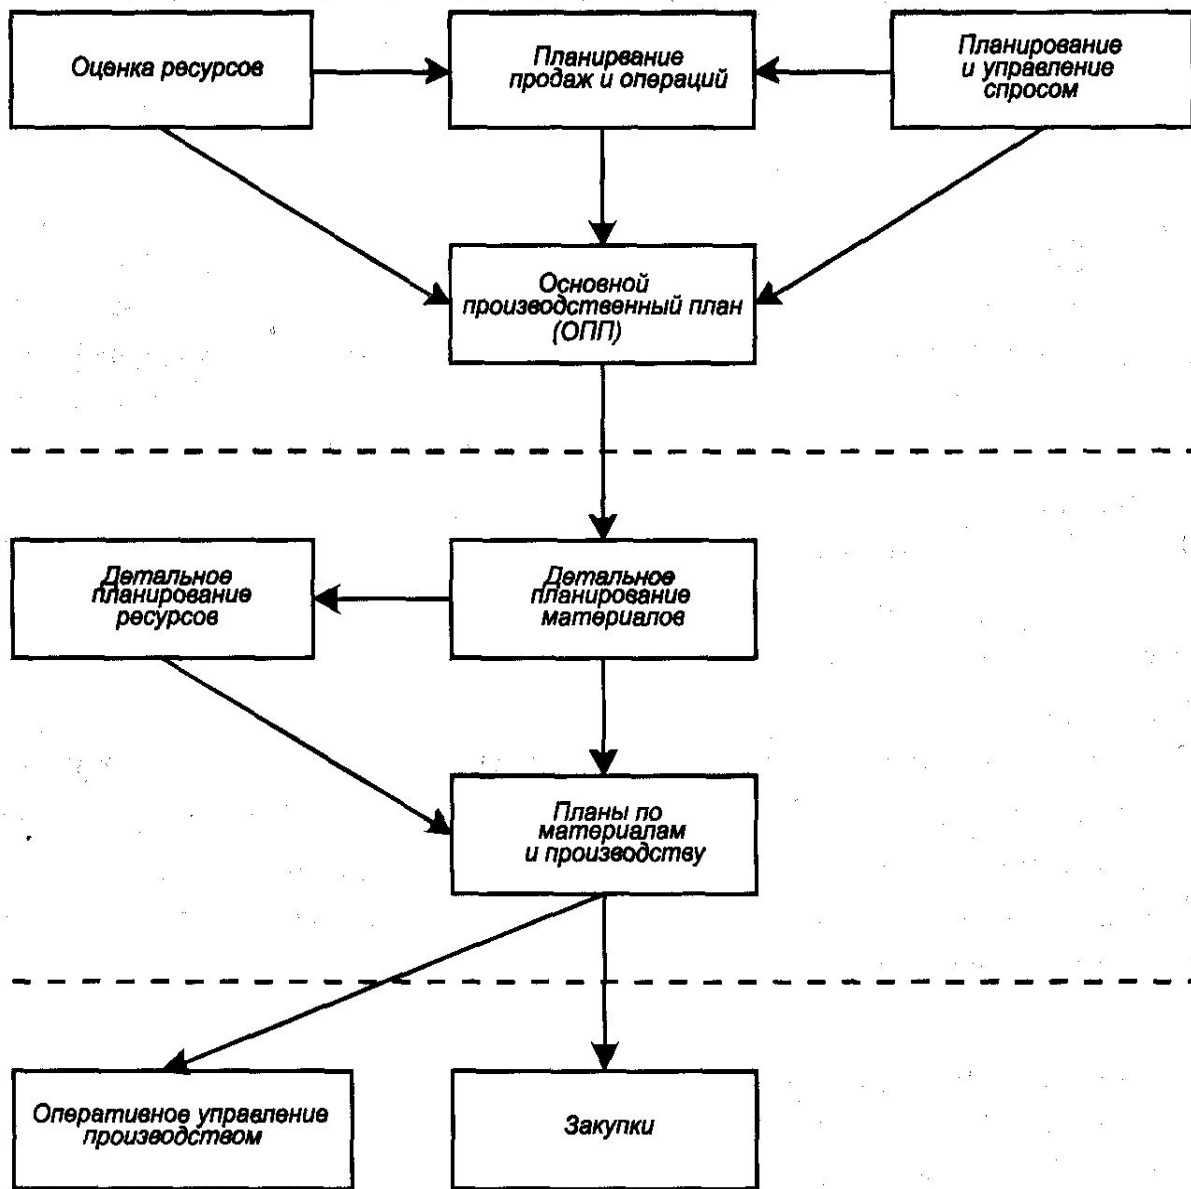 Оценка ресурсов
Планирвание
продаж и операций
Планирование
и управление
спросом
Основной
производственный план
(ОПП)
Детальное
планирование
ресурсов
Детальное
планирование
материалов
Планы по
материалам
и производству
Оперативное управление
производством
Закупки